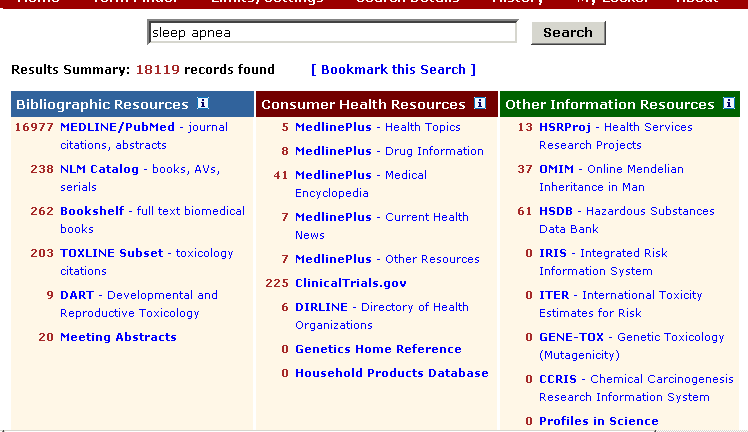 Home Term Finder Limits/Settings Search Details History My Locker About
sleep apnea
Search
Results Summary: 18119 records found [ Bookmark this Search ]
Bibliographic Resources
16977 MEDLINE/PubMed - journal
citations, abstracts
238 NLM Catalog - books, AVs,
serials
262 Bookshelf - full text biomedical
books
203 TOXLINE Subset - toxicology
citations
9 DART - Developmental and
Reproductive Toxicology
20 Meeting Abstracts
Consumer Health Resources
5 MedlinePlus - Health Topics
8 MedlinePlus - Drug Information
41 MedlinePlus - Medical
Encyclopedia
7 MedlinePlus - Current Health
News
7 MedlinePlus - Other Resources
225 ClinicalTrials.gov
6 DIRLINE - Directory of Health
Organizations
0 Genetics Home Reference
0 Household Products Database
Other Information Resources
13 HSRProj - Health Services
Research Projects
37 OMIM - Online Mendelian
Inheritance in Man
61 HSDB - Hazardous Substances
Data Bank
0 IRIS - Integrated Risk
Information System
0 ITER - International Toxicity
Estimates for Risk
0 GENE-TOX - Genetic Toxicology
(Mutagenicity)
0 CCRIS - Chemical Carcinogenesis
Research Information System
0 Profiles in Science